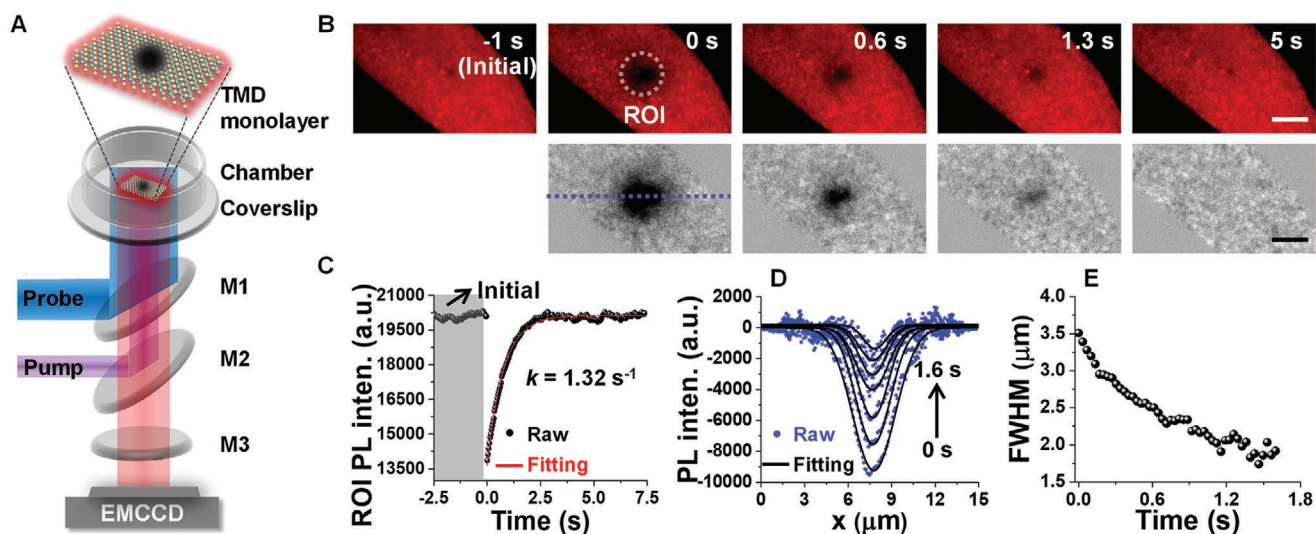 A
TMD
monolayer
Chamber
Coverslip
Probe
M1
Pump
M2
M3
EMCCD
B
-1 s
(Initial)
0 s
ROI
0.6 s
1.3 s
5 s
C
ROI PL inten. (a.u.)
21000
19500
18000
16500
15000
13500
Initial
k = 1.32 s⁻¹
Raw
Fitting
-2.5 0.0 2.5 5.0 7.5
Time (s)
D
PL inten. (a.u.)
2000
0
-2000
-4000
-6000
-8000
-10000
1.6 s
0 s
Raw
Fitting
0 3 6 9 12 15
x (μm)
E
FWHM (μm)
4.0
3.5
3.0
2.5
2.0
1.5
0.0 0.6 1.2 1.8
Time (s)